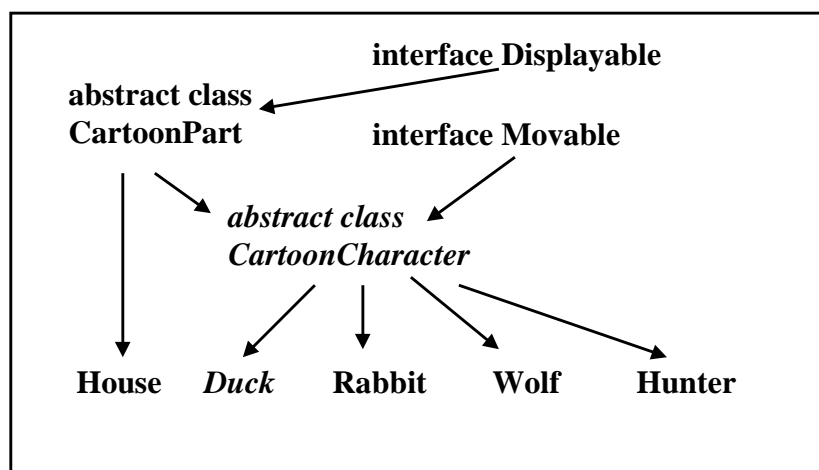 interface Displayable
abstract class
CartoonPart
interface Movable
abstract class
CartoonCharacter
House Duck Rabbit Wolf Hunter